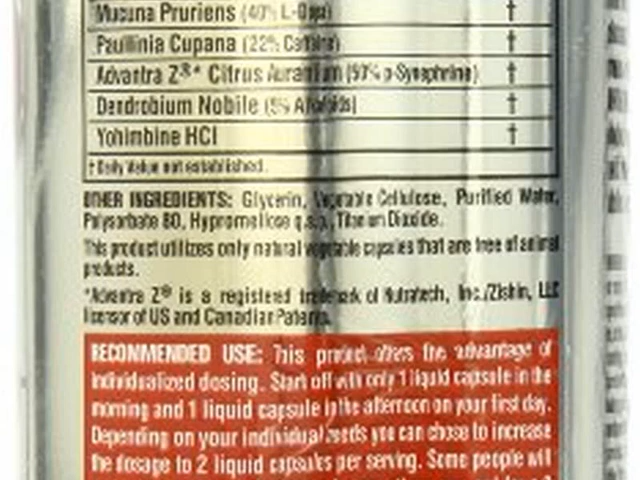 Mucuna Pruriens (40% L-Dopa) †
Paullinia Cupana (22% Caffeine) †
Advantra Z®* Citrus Aurantium (50% p-Synephrine) †
Dendrobium Nobile (5% Alkaloids) †
Yohimbine HCl †
† Daily Value not established.
OTHER INGREDIENTS: Glycerin, Vegetable Cellulose, Purified Water,
Polysorbate 80, Hypromellose q.s.p., Titanium Dioxide.
This product utilizes only natural vegetable capsules that are free of animal
products.
*Advantra Z® is a registered trademark of Nutratech, Inc./Zishin, LLC
licensor of US and Canadian Patents.
RECOMMENDED USE: This product offers the advantage of
individualized dosing. Start off with only 1 liquid capsule in the
morning and 1 liquid capsule in the afternoon on your first day.
Depending on your individual needs you can chose to increase
the dosage to 2 liquid capsules per serving. Some people will